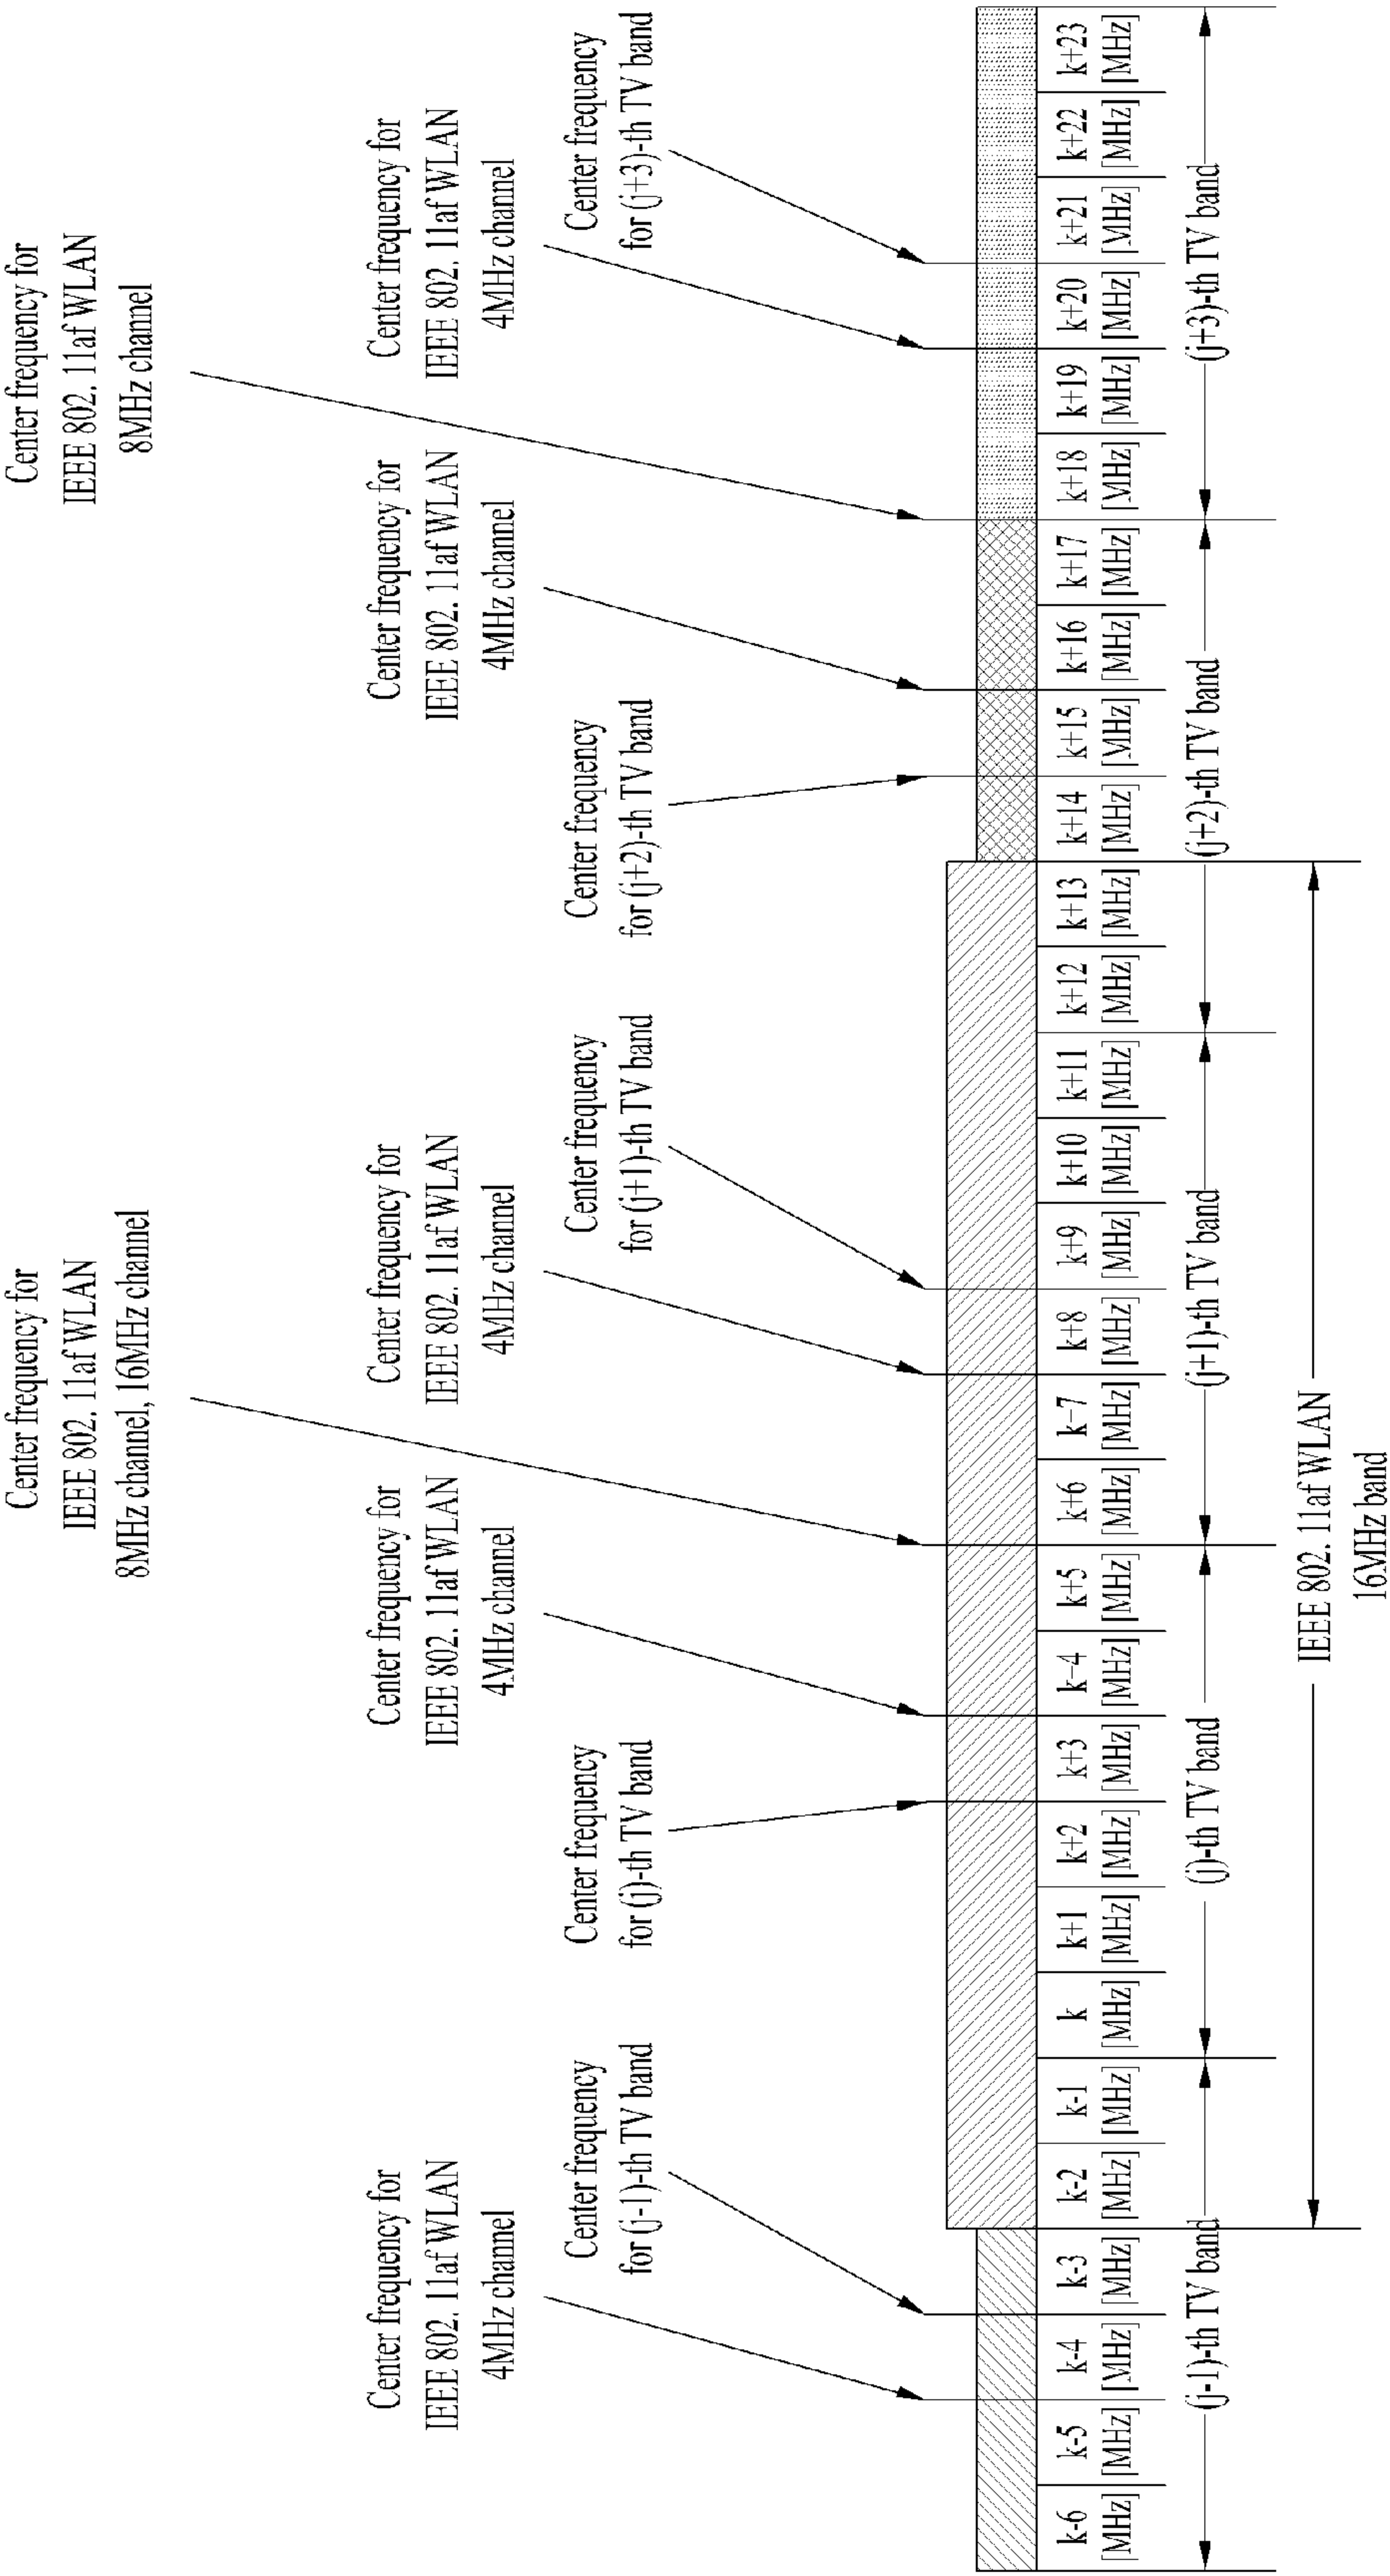 Center frequency for
IEEE 802. 11af WLAN
8MHz channel, 16MHz channel
Center frequency for
IEEE 802. 11af WLAN
8MHz channel
Center frequency for
IEEE 802. 11af WLAN
4MHz channel
Center frequency for
IEEE 802. 11af WLAN
4MHz channel
Center frequency for
IEEE 802. 11af WLAN
4MHz channel
Center frequency for
IEEE 802. 11af WLAN
4MHz channel
Center frequency for
IEEE 802. 11af WLAN
4MHz channel
Center frequency
for (j-1)-th TV band
Center frequency
for (j)-th TV band
Center frequency
for (j+1)-th TV band
Center frequency
for (j+2)-th TV band
Center frequency
for (j+3)-th TV band
k-6
[MHz]
k-5
[MHz]
k-4
[MHz]
k-3
[MHz]
k-2
[MHz]
k-1
[MHz]
k
[MHz]
k+1
[MHz]
k+2
[MHz]
k+3
[MHz]
k-4
[MHz]
k+5
[MHz]
k+6
[MHz]
k-7
[MHz]
k+8
[MHz]
k+9
[MHz]
k+10
[MHz]
k+11
[MHz]
k+12
[MHz]
k+13
[MHz]
k+14
[MHz]
k+15
[MHz]
k+16
[MHz]
k+17
[MHz]
k+18
[MHz]
k+19
[MHz]
k+20
[MHz]
k+21
[MHz]
k+22
[MHz]
k+23
[MHz]
(j-1)-th TV band
(j)-th TV band
(j+1)-th TV band
(j+2)-th TV band
(j+3)-th TV band
IEEE 802. 11af WLAN
16MHz band